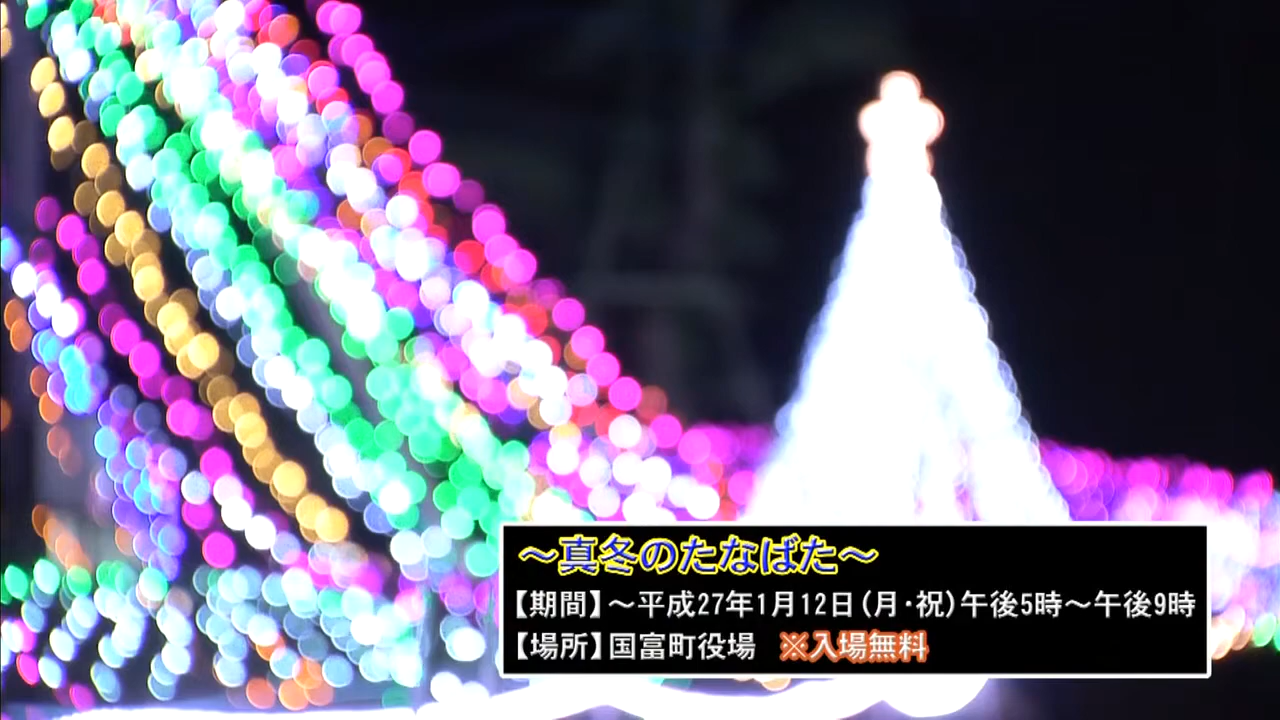 ～真冬のたなばた～
【期間】～平成27年1月12日(月・祝)午後5時～午後9時
【場所】国富町役場　※入場無料